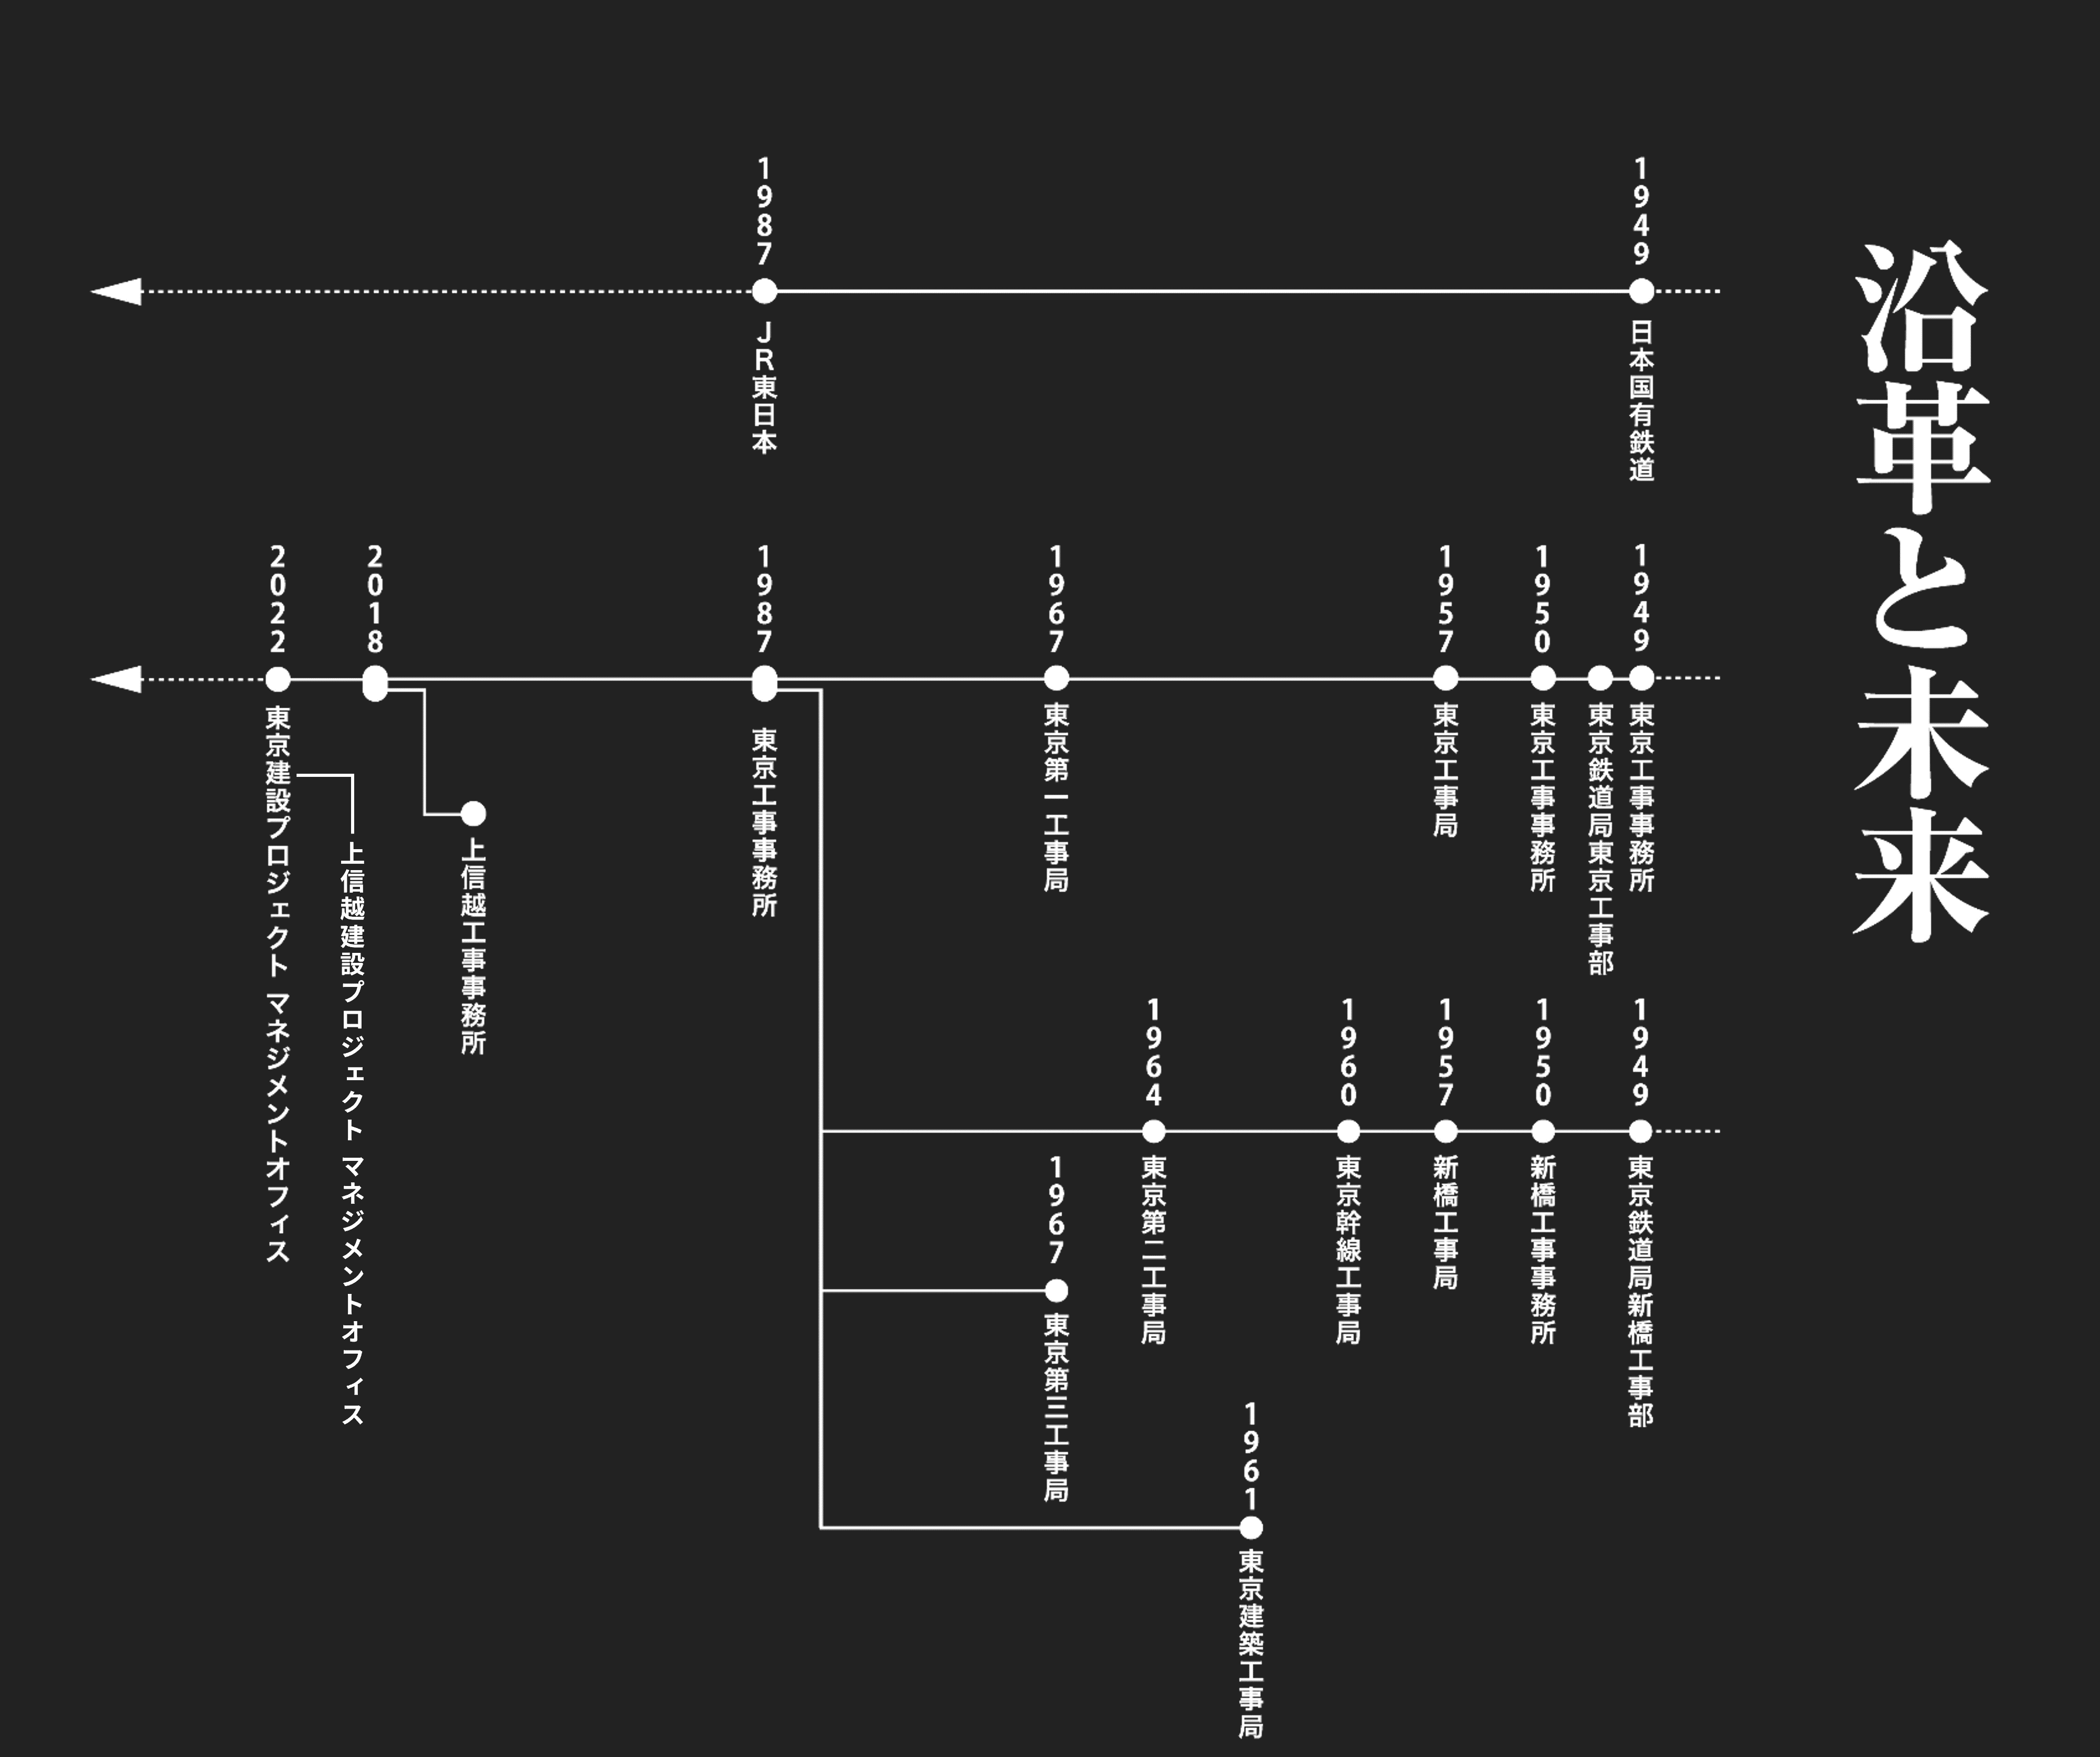 沿革と未来
1949
日本国有鉄道
1987
JR東日本
1949
東京工事事務所
東京鉄道局東京工事部
1950
東京工事事務所
1957
東京工事局
1967
東京第一工事局
1987
東京工事事務所
2018
上信越工事事務所
2022
東京建設プロジェクトマネジメントオフィス
上信越建設プロジェクトマネジメントオフィス
1949
東京鉄道局新橋工事部
1950
新橋工事事務所
1957
新橋工事局
1960
東京幹線工事局
1964
東京第二工事局
1967
東京第三工事局
1961
東京建築工事局